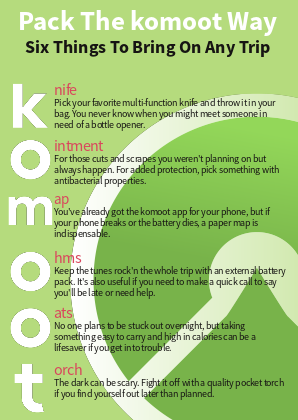 Pack The komoot Way
Six Things To Bring On Any Trip
knife
Pick your favorite multi-function knife and throw it in your
bag. You never know when you might meet someone in
need of a bottle opener.
ointment
For those cuts and scrapes you weren't planning on but
always happen. For added protection, pick something with
antibacterial properties.
map
You've already got the komoot app for your phone, but if
your phone breaks or the battery dies, a paper map is
indispensable.
ohms
Keep the tunes rock'n the whole trip with an external battery
pack. It's also useful if you need to make a quick call to say
you'll be late or need help.
oats
No one plans to be stuck out overnight, but taking
something easy to carry and high in calories can be a
lifesaver if you get into trouble.
torch
The dark can be scary. Fight it off with a quality pocket torch
if you find yourself out later than planned.